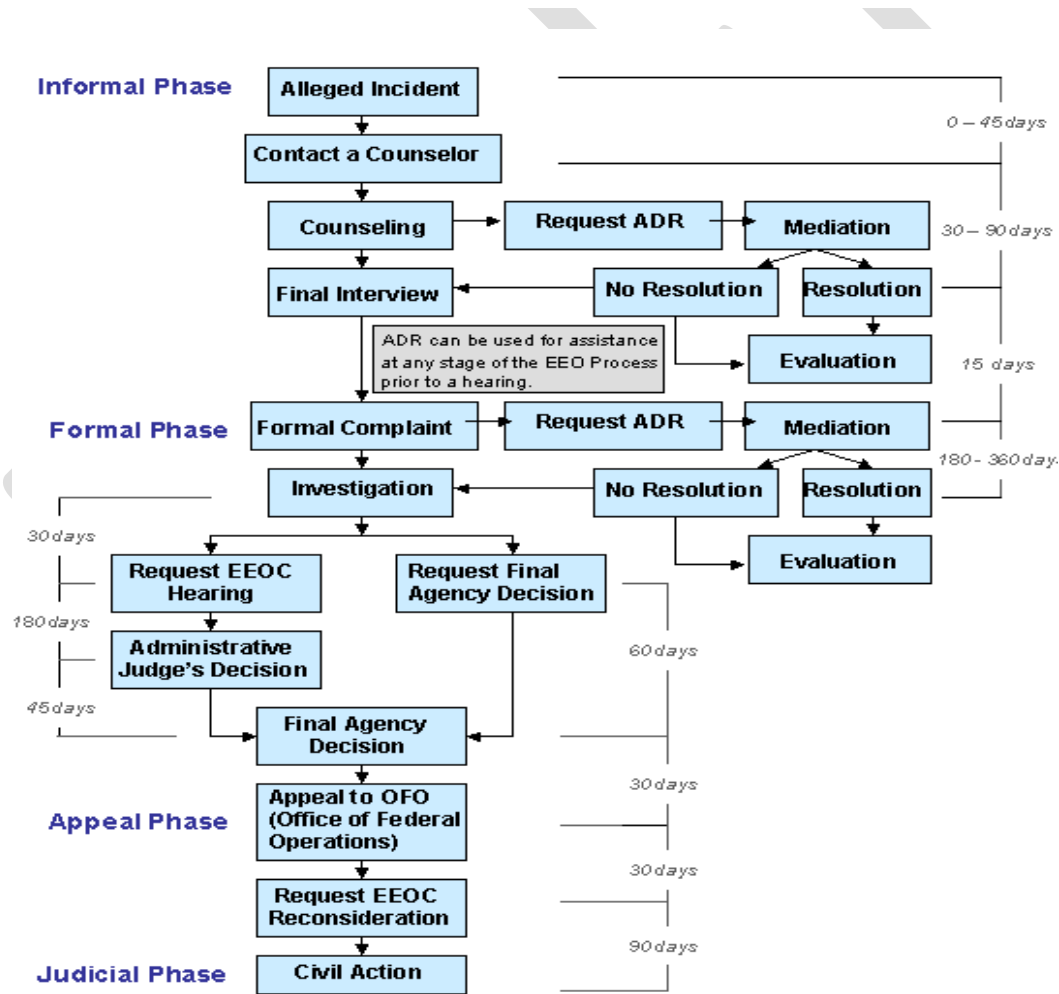 Informal Phase
Alleged Incident
0 – 45 days
Contact a Counselor
Counseling
Request ADR
Mediation
30 – 90 days
Final Interview
No Resolution
Resolution
ADR can be used for assistance
at any stage of the EEO Process
prior to a hearing.
Evaluation
15 days
Formal Phase
Formal Complaint
Request ADR
Mediation
180 - 360 day
Investigation
No Resolution
Resolution
30 days
Evaluation
Request EEOC
Hearing
Request Final
Agency Decision
180 days
Administrative
Judge's Decision
60 days
45 days
Final Agency
Decision
30 days
Appeal Phase
Appeal to OFO
(Office of Federal
Operations)
30 days
Request EEOC
Reconsideration
90 days
Judicial Phase
Civil Action